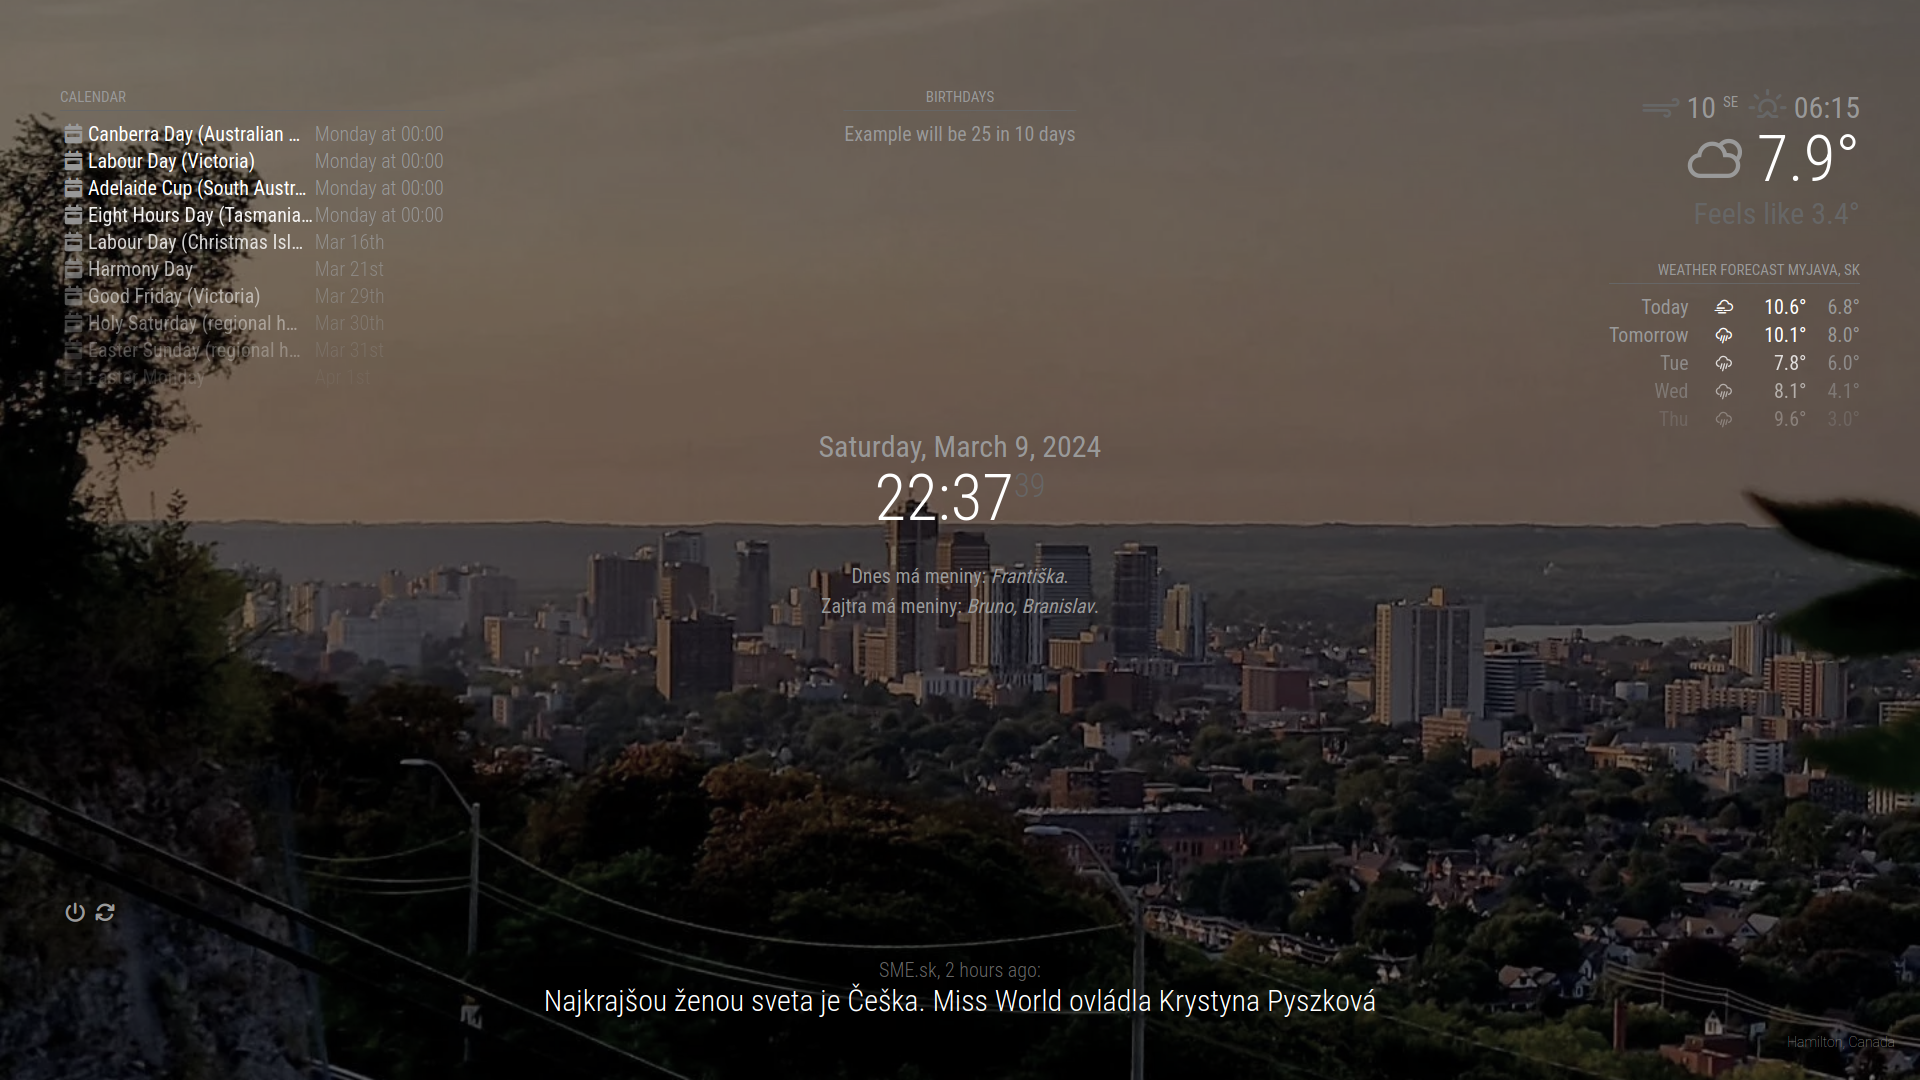 CALENDAR
Canberra Day (Australian ... Monday at 00:00
Labour Day (Victoria) Monday at 00:00
Adelaide Cup (South Austr... Monday at 00:00
Eight Hours Day (Tasmania... Monday at 00:00
Labour Day (Christmas Isl... Mar 16th
Harmony Day Mar 21st
Good Friday (Victoria) Mar 29th
Holy Saturday (regional h... Mar 30th
Easter Sunday (regional h... Mar 31st
Easter Monday Apr 1st
BIRTHDAYS
Example will be 25 in 10 days
10 SE 06:15
7.9°
Feels like 3.4°
WEATHER FORECAST MYJAVA, SK
Today 10.6° 6.8°
Tomorrow 10.1° 8.0°
Tue 7.8° 6.0°
Wed 8.1° 4.1°
Thu 9.6° 3.0°
Saturday, March 9, 2024
22:37 39
Dnes má meniny: Františka.
Zajtra má meniny: Bruno, Branislav.
SME.sk, 2 hours ago:
Najkrajšou ženou sveta je Češka. Miss World ovládla Krystyna Pyszková
Hamilton, Canada